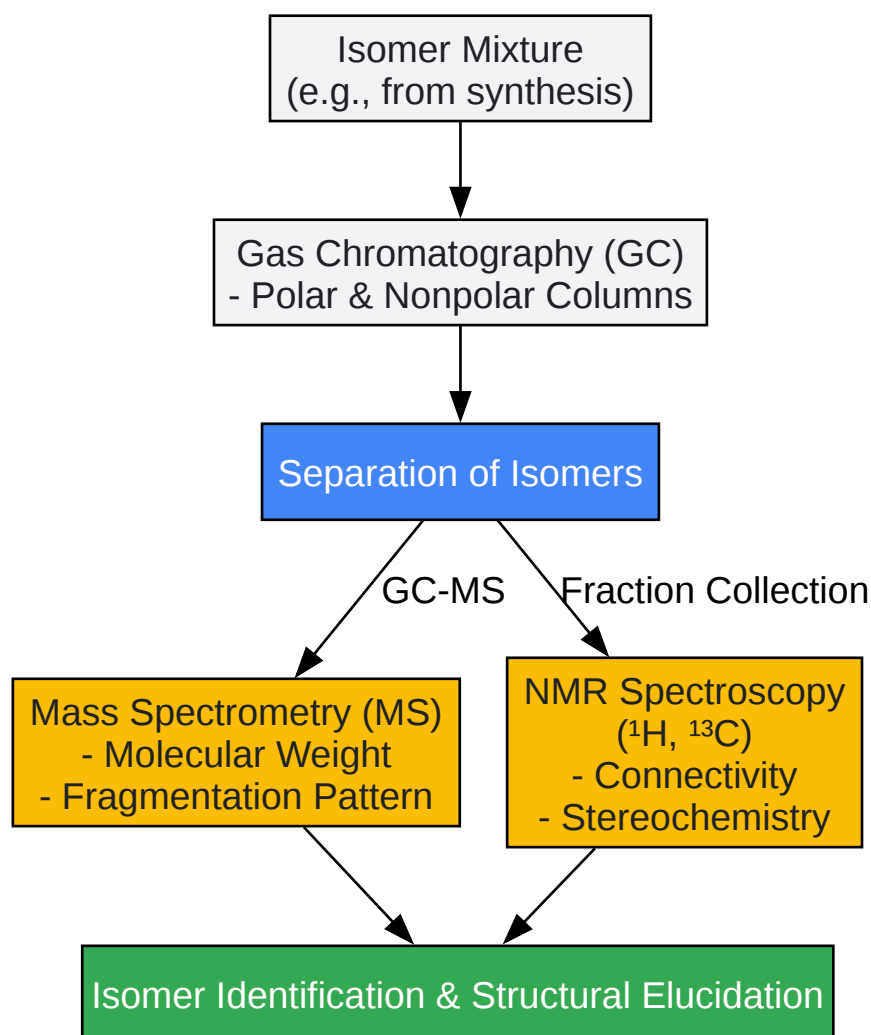 Isomer Mixture
(e.g., from synthesis)
Gas Chromatography (GC)
- Polar & Nonpolar Columns
Separation of Isomers
GC-MS
Fraction Collection
Mass Spectrometry (MS)
- Molecular Weight
- Fragmentation Pattern
NMR Spectroscopy
(¹H, ¹³C)
- Connectivity
- Stereochemistry
Isomer Identification & Structural Elucidation